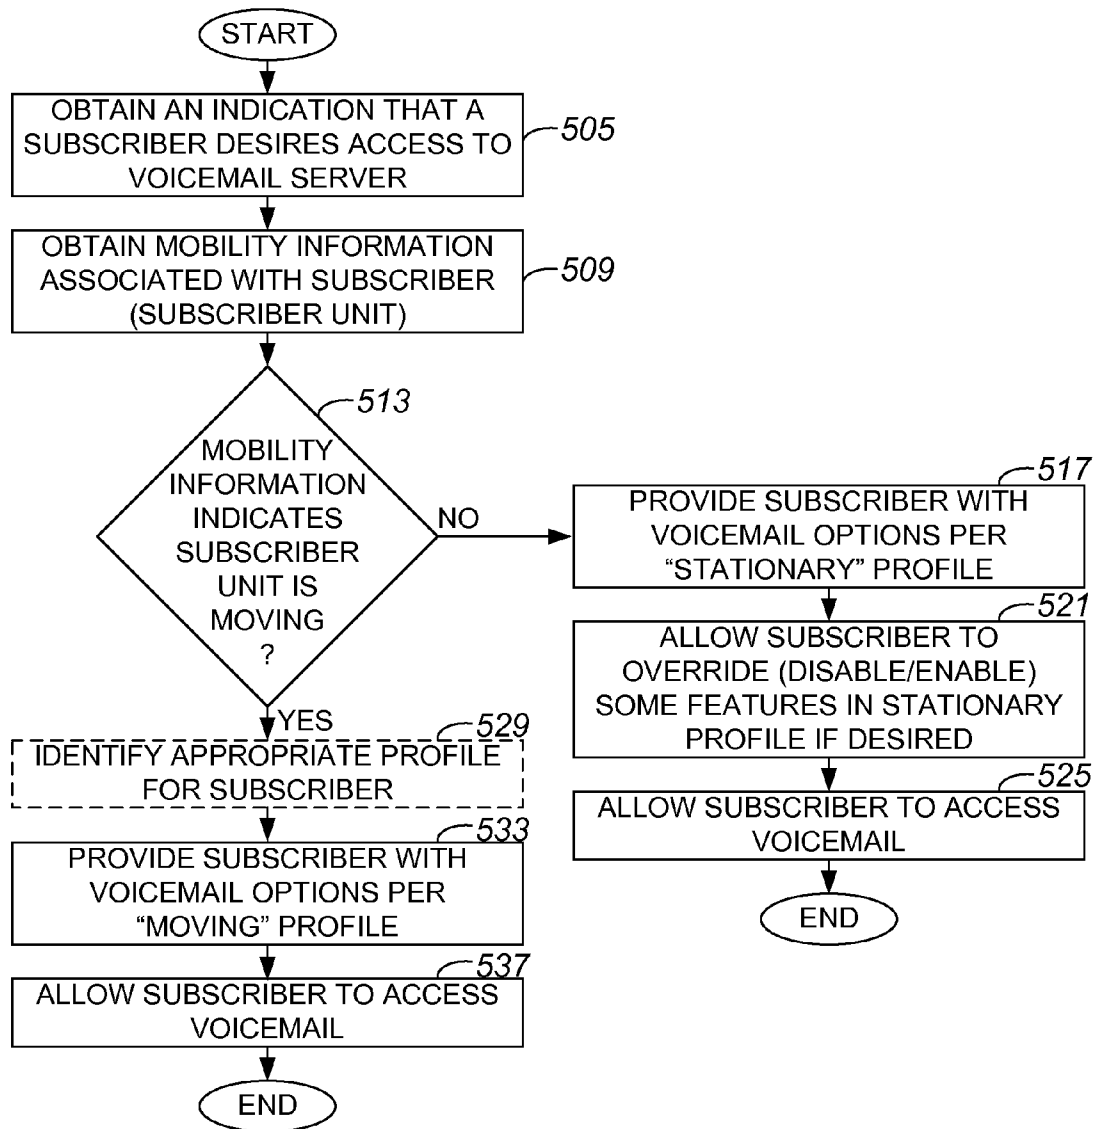 START
OBTAIN AN INDICATION THAT A
SUBSCRIBER DESIRES ACCESS TO
VOICEMAIL SERVER
505
OBTAIN MOBILITY INFORMATION
ASSOCIATED WITH SUBSCRIBER
(SUBSCRIBER UNIT)
509
513
MOBILITY
INFORMATION
INDICATES
SUBSCRIBER
UNIT IS
MOVING
?
NO
YES
517
PROVIDE SUBSCRIBER WITH
VOICEMAIL OPTIONS PER
“STATIONARY” PROFILE
521
ALLOW SUBSCRIBER TO
OVERRIDE (DISABLE/ENABLE)
SOME FEATURES IN STATIONARY
PROFILE IF DESIRED
525
ALLOW SUBSCRIBER TO ACCESS
VOICEMAIL
END
529
IDENTIFY APPROPRIATE PROFILE
FOR SUBSCRIBER
533
PROVIDE SUBSCRIBER WITH
VOICEMAIL OPTIONS PER
“MOVING” PROFILE
537
ALLOW SUBSCRIBER TO ACCESS
VOICEMAIL
END